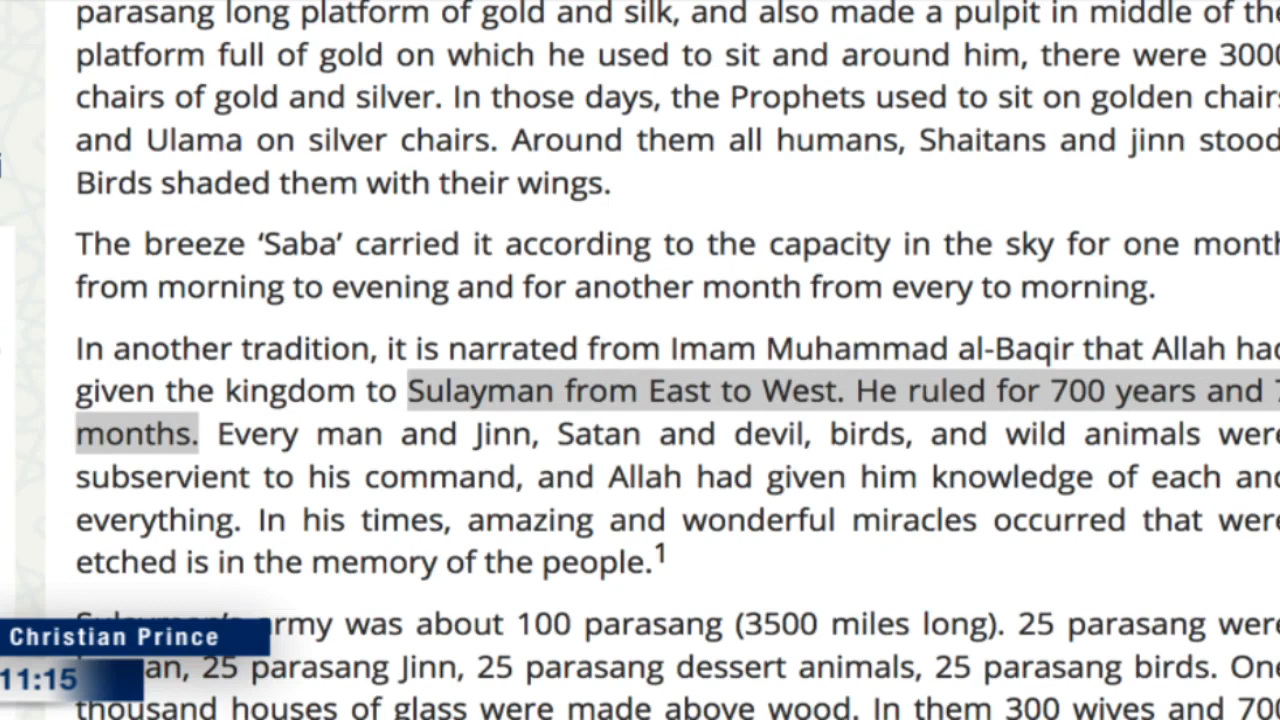 parasang long platform of gold and silk, and also made a pulpit in middle of the
platform full of gold on which he used to sit and around him, there were 3000
chairs of gold and silver. In those days, the Prophets used to sit on golden chairs
and Ulama on silver chairs. Around them all humans, Shaitans and jinn stood
Birds shaded them with their wings.
The breeze ‘Saba’ carried it according to the capacity in the sky for one month
from morning to evening and for another month from every to morning.
In another tradition, it is narrated from Imam Muhammad al-Baqir that Allah had
given the kingdom to Sulayman from East to West. He ruled for 700 years and 7
months. Every man and Jinn, Satan and devil, birds, and wild animals were
subservient to his command, and Allah had given him knowledge of each and
everything. In his times, amazing and wonderful miracles occurred that were
etched is in the memory of the people.1
Sulayman’s army was about 100 parasang (3500 miles long). 25 parasang were
Christian Prince
25 parasang Jinn, 25 parasang dessert animals, 25 parasang birds. One
11:15
thousand houses of glass were made above wood. In them 300 wives and 700